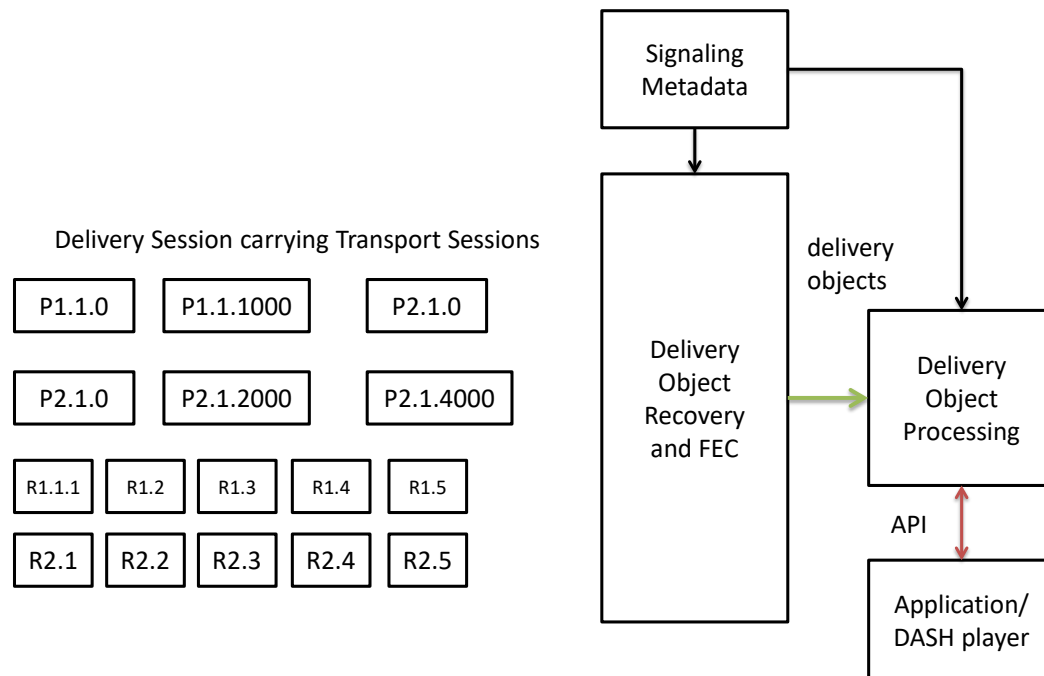 Signaling
Metadata
Delivery Session carrying Transport Sessions
P1.1.0
P1.1.1000
P2.1.0
P2.1.0
P2.1.2000
P2.1.4000
R1.1.1
R1.2
R1.3
R1.4
R1.5
R2.1
R2.2
R2.3
R2.4
R2.5
Delivery
Object
Recovery
and FEC
delivery
objects
Delivery
Object
Processing
API
Application/
DASH player